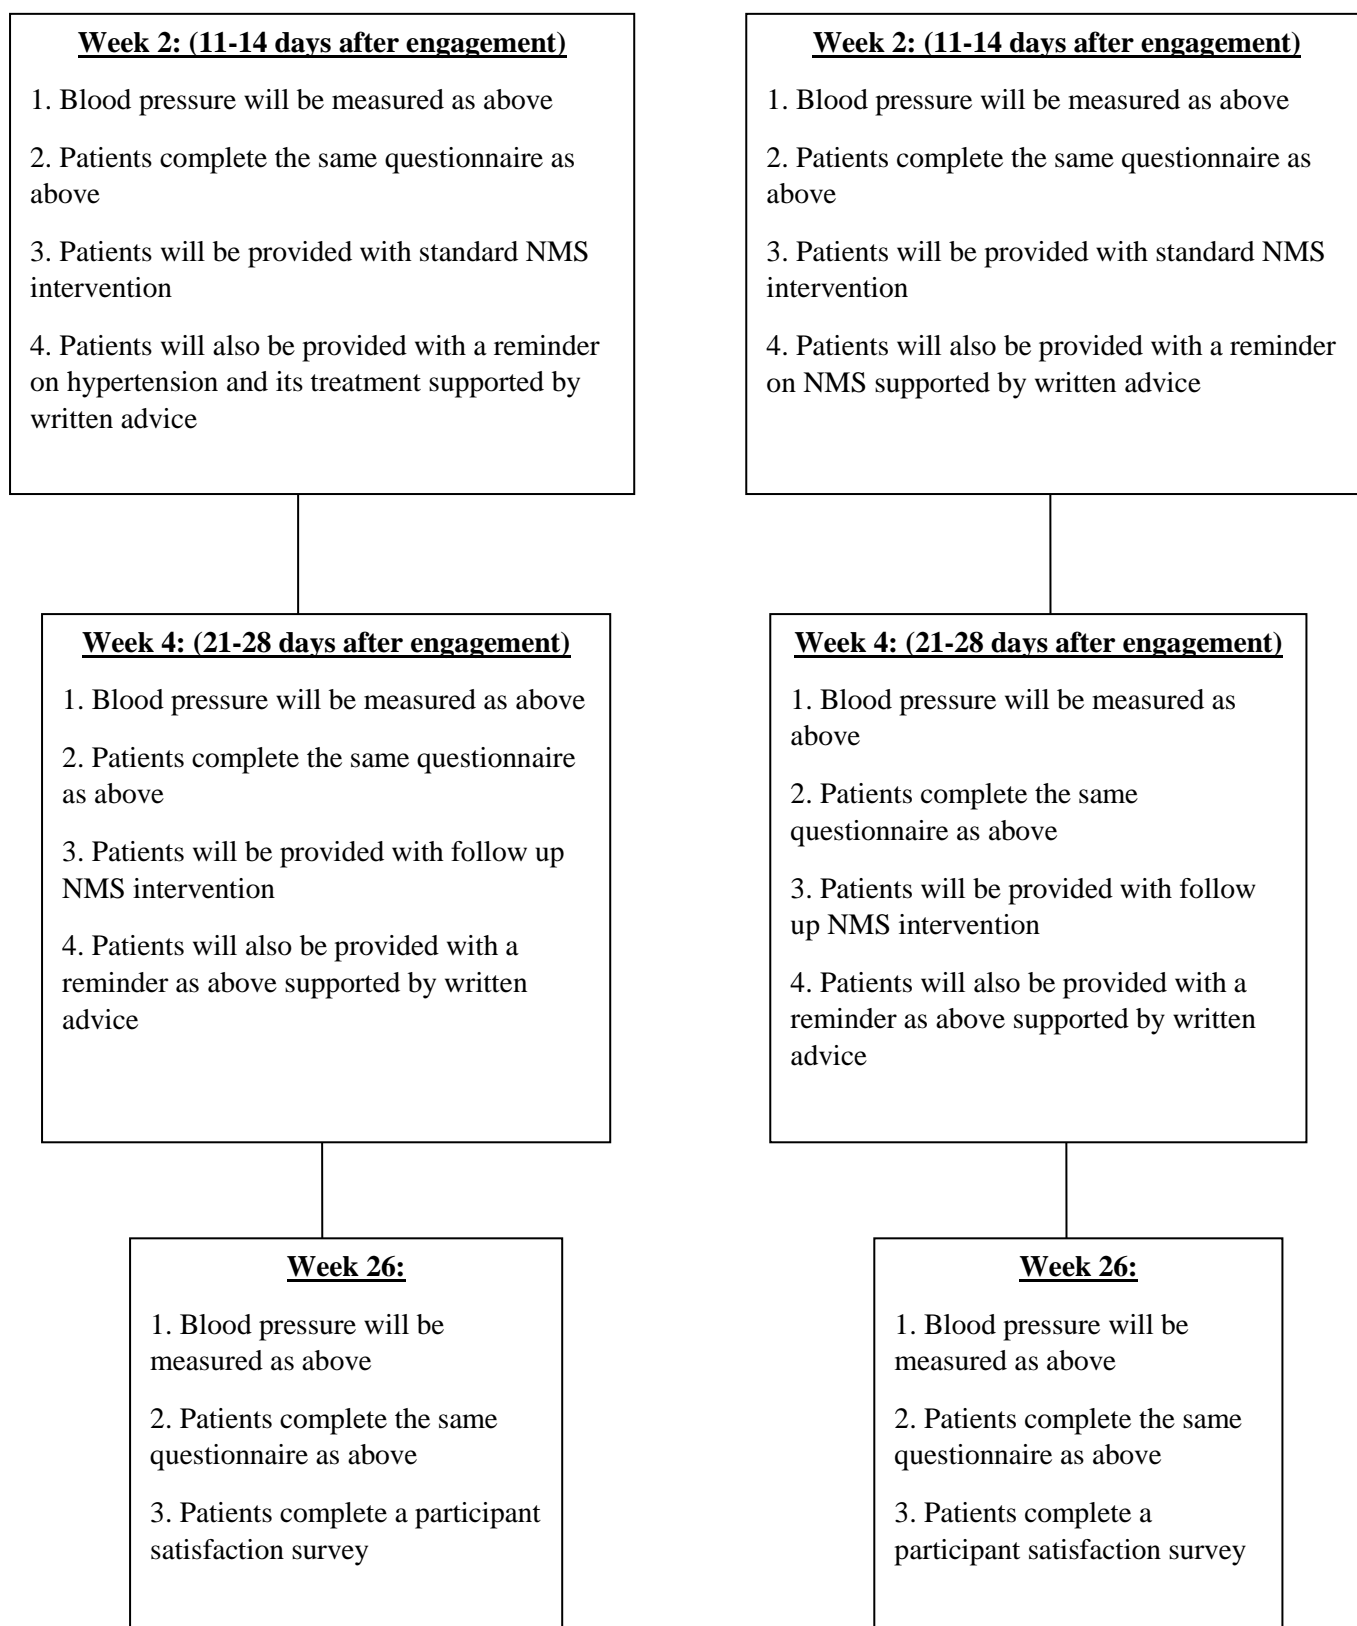 Week 2: (11-14 days after engagement)
1. Blood pressure will be measured as above
2. Patients complete the same questionnaire as
above
3. Patients will be provided with standard NMS
intervention
4. Patients will also be provided with a reminder
on hypertension and its treatment supported by
written advice
Week 2: (11-14 days after engagement)
1. Blood pressure will be measured as above
2. Patients complete the same questionnaire as
above
3. Patients will be provided with standard NMS
intervention
4. Patients will also be provided with a reminder
on NMS supported by written advice
Week 4: (21-28 days after engagement)
1. Blood pressure will be measured as above
2. Patients complete the same questionnaire
as above
3. Patients will be provided with follow up
NMS intervention
4. Patients will also be provided with a
reminder as above supported by written
advice
Week 4: (21-28 days after engagement)
1. Blood pressure will be measured as
above
2. Patients complete the same
questionnaire as above
3. Patients will be provided with follow
up NMS intervention
4. Patients will also be provided with a
reminder as above supported by written
advice
Week 26:
1. Blood pressure will be
measured as above
2. Patients complete the same
questionnaire as above
3. Patients complete a participant
satisfaction survey
Week 26:
1. Blood pressure will be
measured as above
2. Patients complete the same
questionnaire as above
3. Patients complete a
participant satisfaction survey